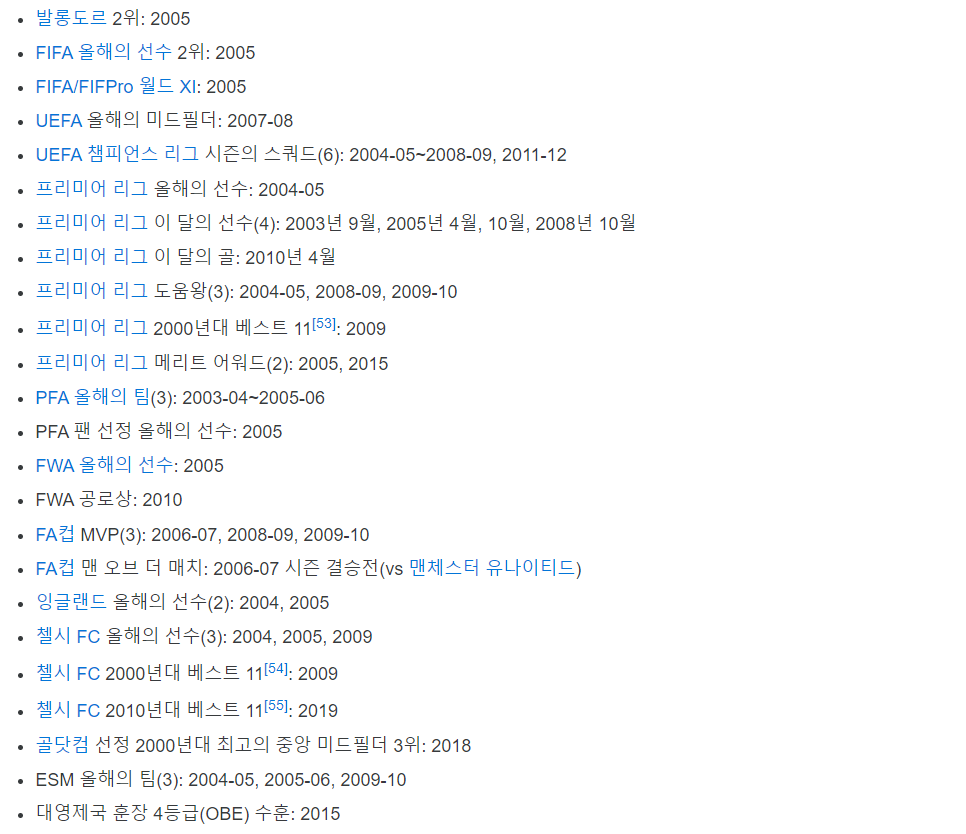 발롱도르 2위: 2005
FIFA 올해의 선수 2위: 2005
FIFA/FIFPro 월드 XI: 2005
UEFA 올해의 미드필더: 2007-08
UEFA 챔피언스 리그 시즌의 스쿼드(6): 2004-05~2008-09, 2011-12
프리미어 리그 올해의 선수: 2004-05
프리미어 리그 이 달의 선수(4): 2003년 9월, 2005년 4월, 10월, 2008년 10월
프리미어 리그 이 달의 골: 2010년 4월
프리미어 리그 도움왕(3): 2004-05, 2008-09, 2009-10
프리미어 리그 2000년대 베스트 11[53]: 2009
프리미어 리그 메리트 어워드(2): 2005, 2015
PFA 올해의 팀(3): 2003-04~2005-06
PFA 팬 선정 올해의 선수: 2005
FWA 올해의 선수: 2005
FWA 공로상: 2010
FA컵 MVP(3): 2006-07, 2008-09, 2009-10
FA컵 맨 오브 더 매치: 2006-07 시즌 결승전(vs 맨체스터 유나이티드)
잉글랜드 올해의 선수(2): 2004, 2005
첼시 FC 올해의 선수(3): 2004, 2005, 2009
첼시 FC 2000년대 베스트 11[54]: 2009
첼시 FC 2010년대 베스트 11[55]: 2019
골닷컴 선정 2000년대 최고의 중앙 미드필더 3위: 2018
ESM 올해의 팀(3): 2004-05, 2005-06, 2009-10
대영제국 훈장 4등급(OBE) 수훈: 2015